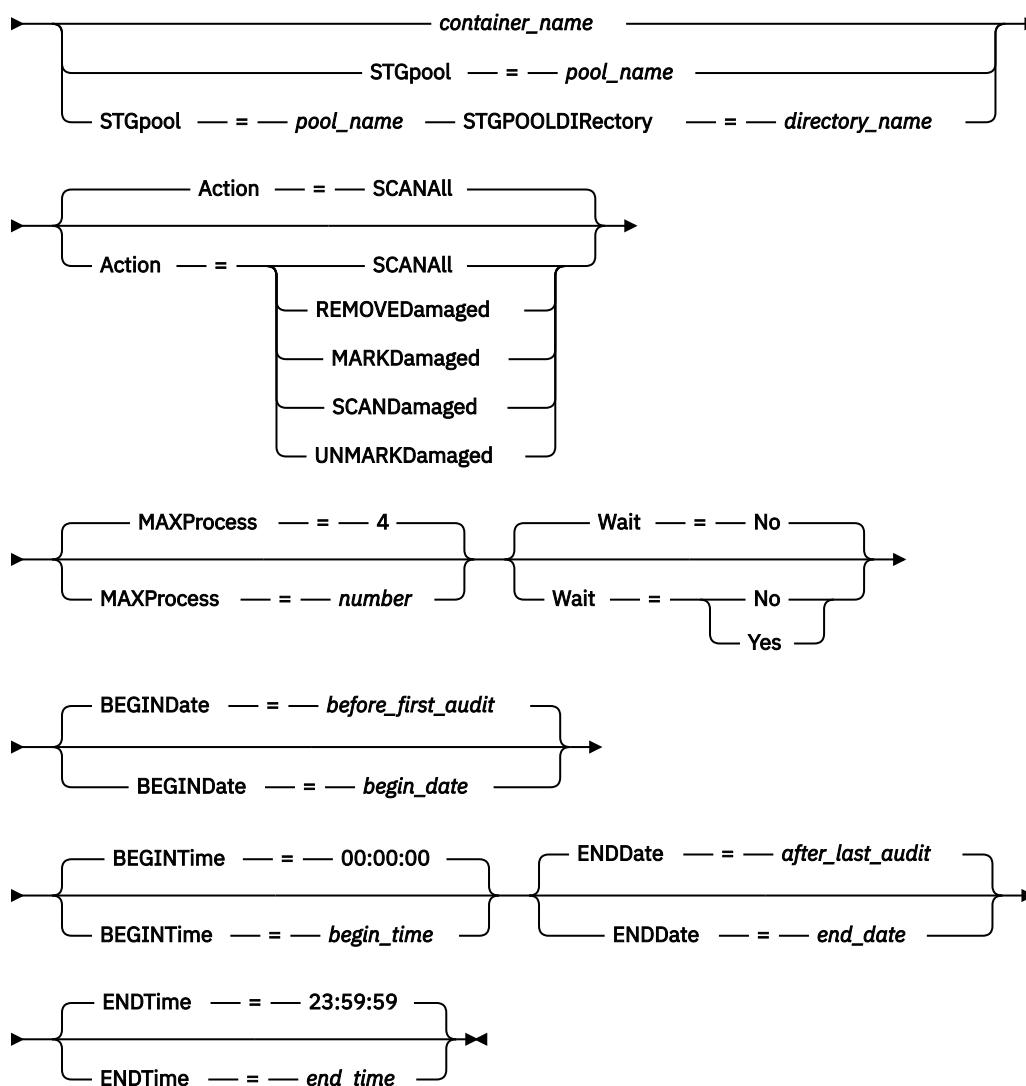 container_name
STGpool = pool_name
STGpool = pool_name STGPOOLDIRectory = directory_name
Action = SCANAll
Action = SCANAll
REMOVEDamaged
MARKDamaged
SCANDamaged
UNMARKDamaged
MAXProcess = 4 Wait = No
MAXProcess = number Wait = No
Yes
BEGINDate = before_first_audit
BEGINDate = begin_date
BEGINTime = 00:00:00 ENDDate = after_last_audit
BEGINTime = begin_time ENDDate = end_date
ENDTime = 23:59:59
ENDTime = end_time